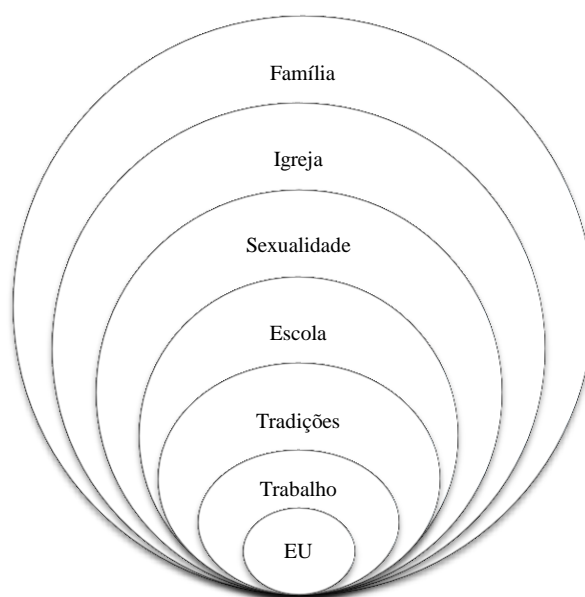 Família
Igreja
Sexualidade
Escola
Tradições
Trabalho
EU